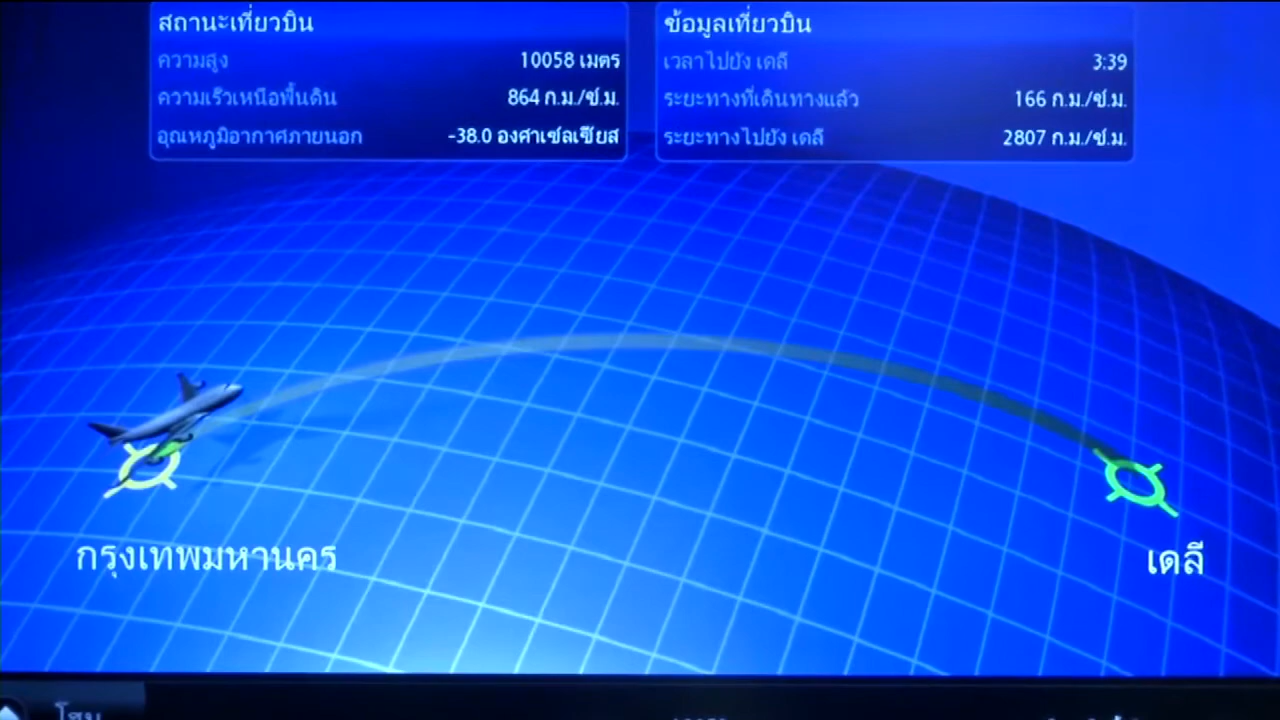 สถานะเที่ยวบิน
ความสูง 10058 เมตร
ความเร็วเหนือพื้นดิน 864 ก.ม./ช.ม.
อุณหภูมิอากาศภายนอก -38.0 องศาเซลเซียส
ข้อมูลเที่ยวบิน
เวลาไปยัง เดลี 3:39
ระยะทางที่เดินทางแล้ว 166 ก.ม./ช.ม.
ระยะทางไปยัง เดลี 2807 ก.ม./ช.ม.
กรุงเทพมหานคร
เดลี
โฮม